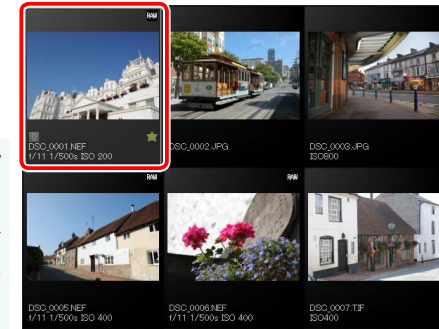 RAW
DSC_0001.NEF
f/11 1/500s ISO 200
DSC_0002.JPG
DSC_0003.JPG
ISO800
RAW
DSC_0005.NEF
f/11 1/500s ISO 400
RAW
DSC_0006.NEF
f/11 1/500s ISO 400
DSC_0007.TIF
ISO400